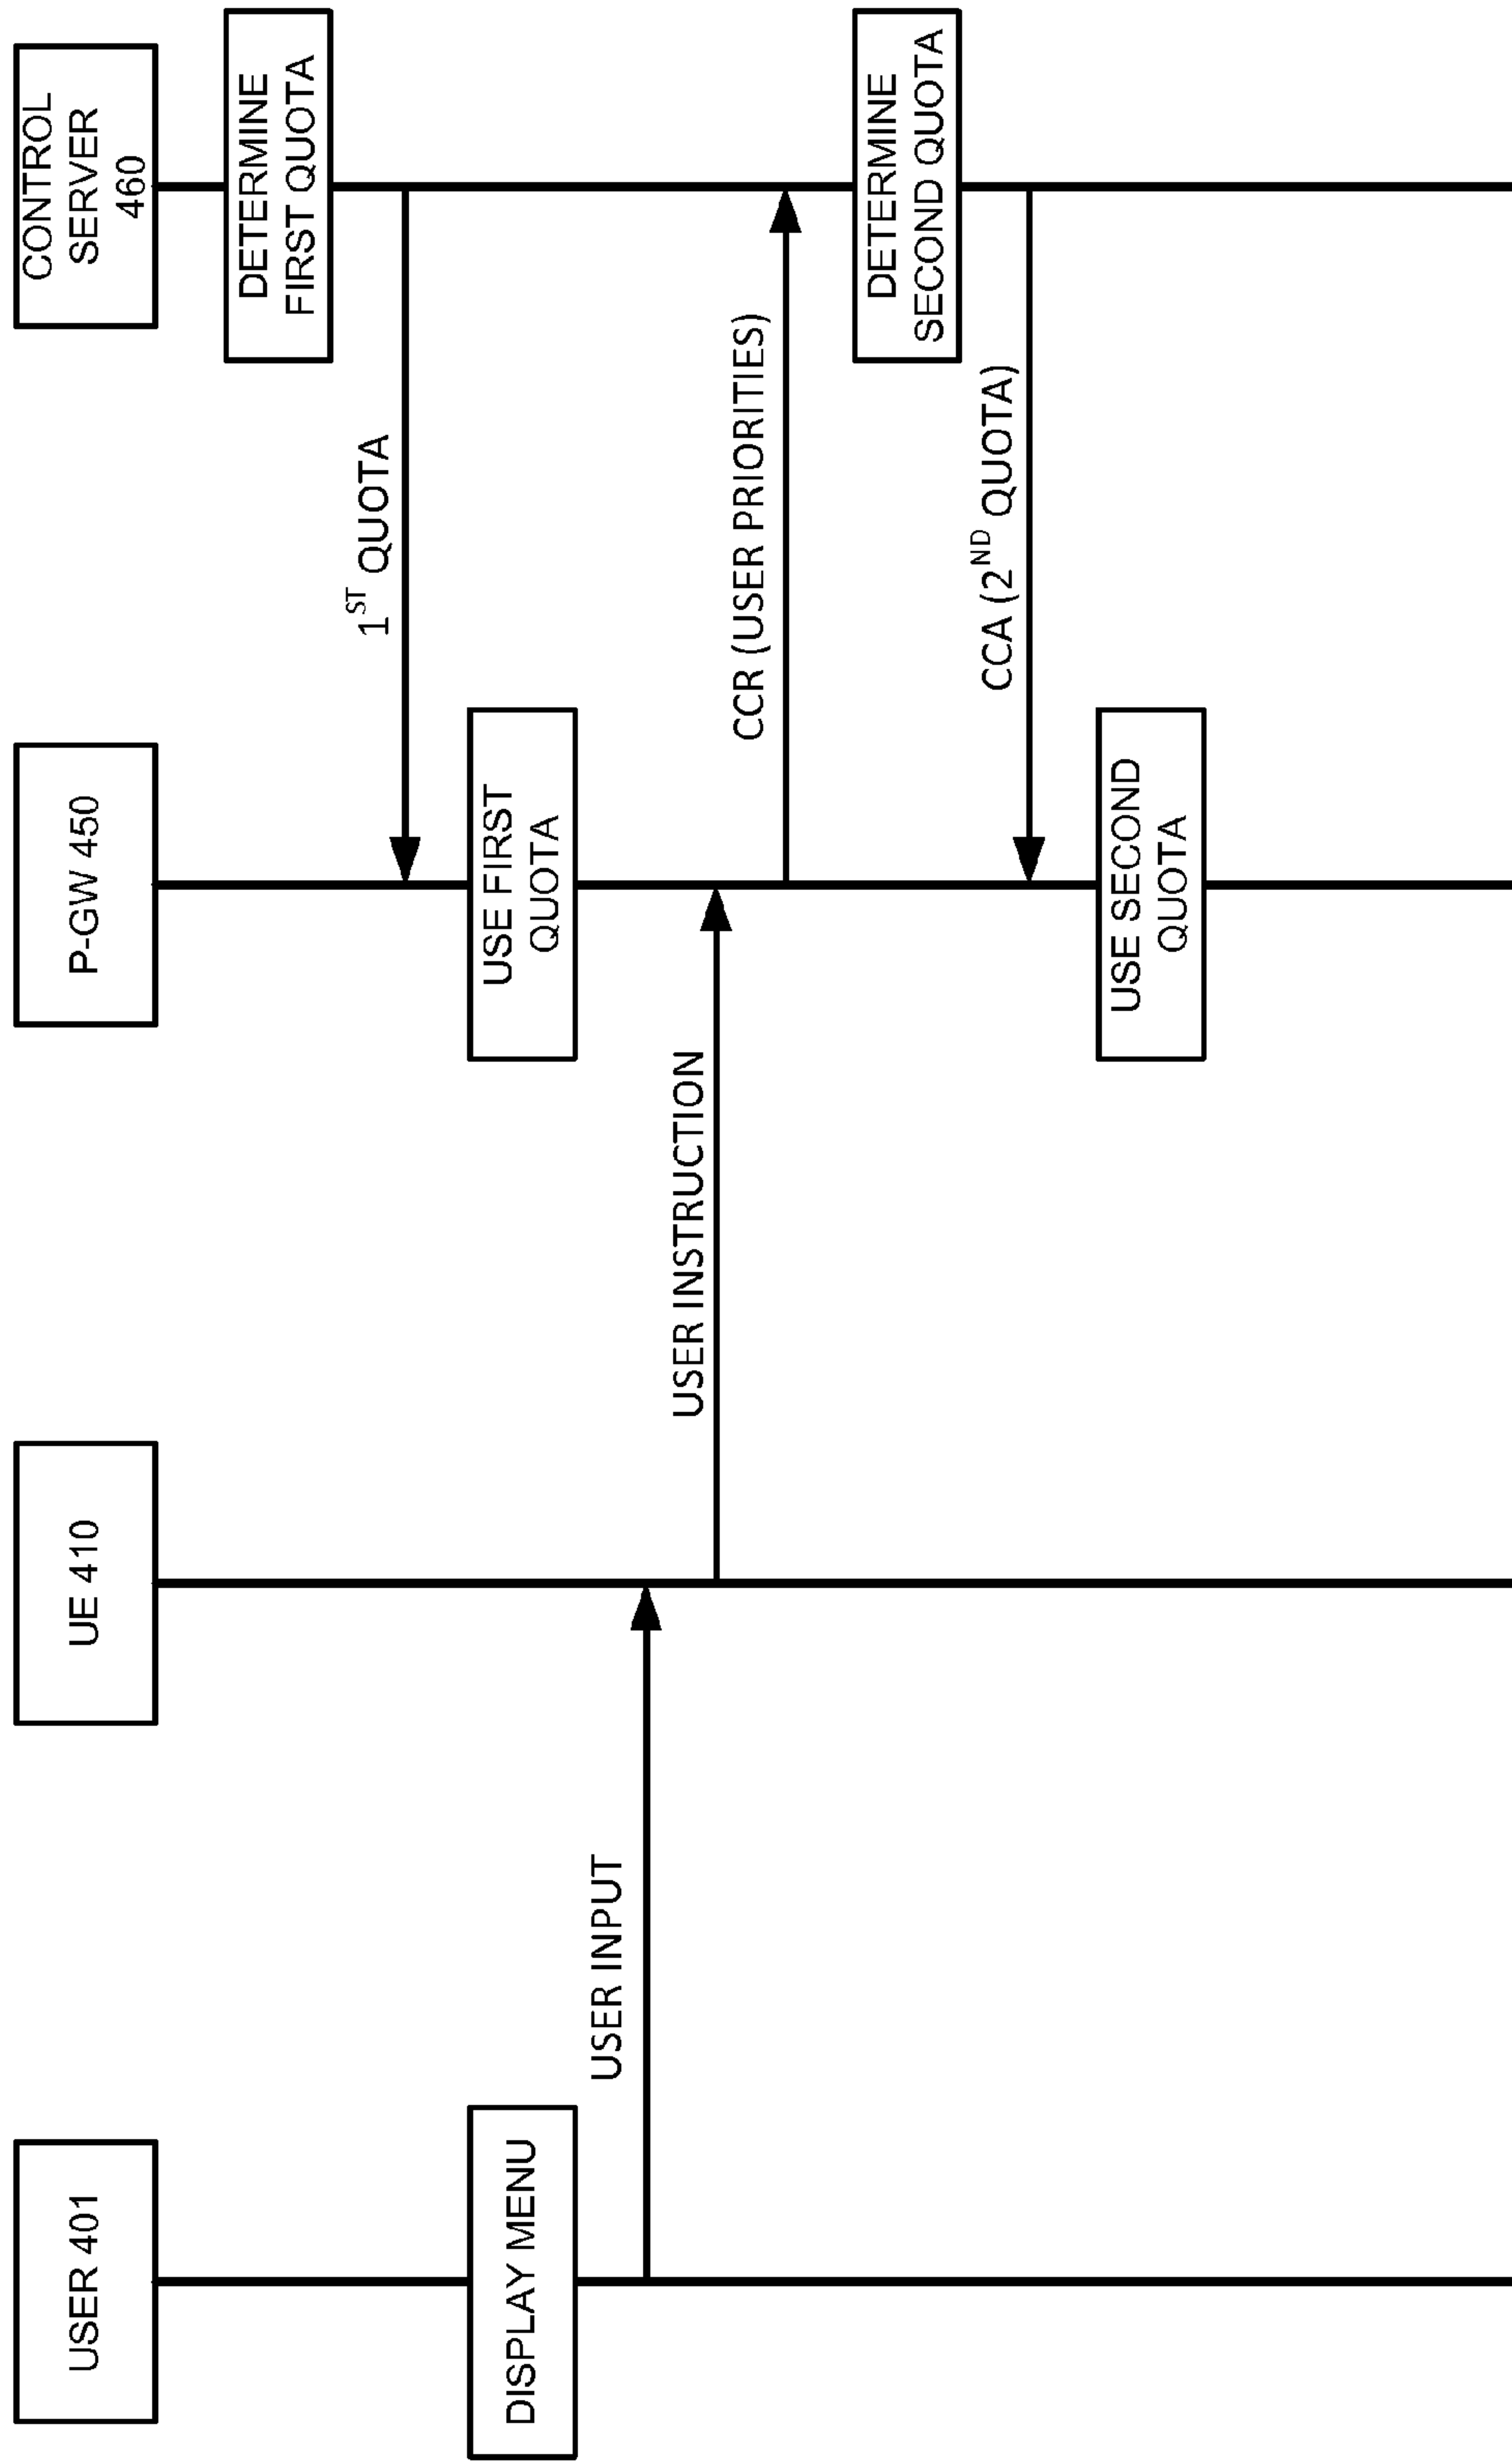 USER 401
UE 410
P-GW 450
CONTROL
SERVER
460
DETERMINE
FIRST QUOTA
1ST QUOTA
DISPLAY MENU
USE FIRST
QUOTA
USER INPUT
USER INSTRUCTION
CCR (USER PRIORITIES)
DETERMINE
SECOND QUOTA
CCA (2ND QUOTA)
USE SECOND
QUOTA